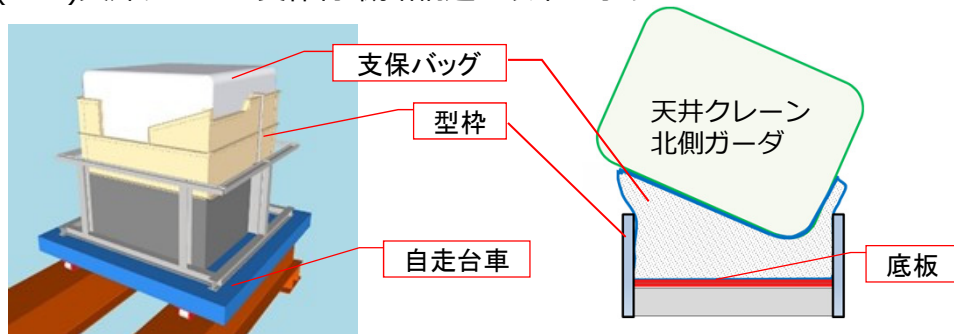 支保バッグ
型枠
自走台車
天井クレーン
北側ガーダ
底板